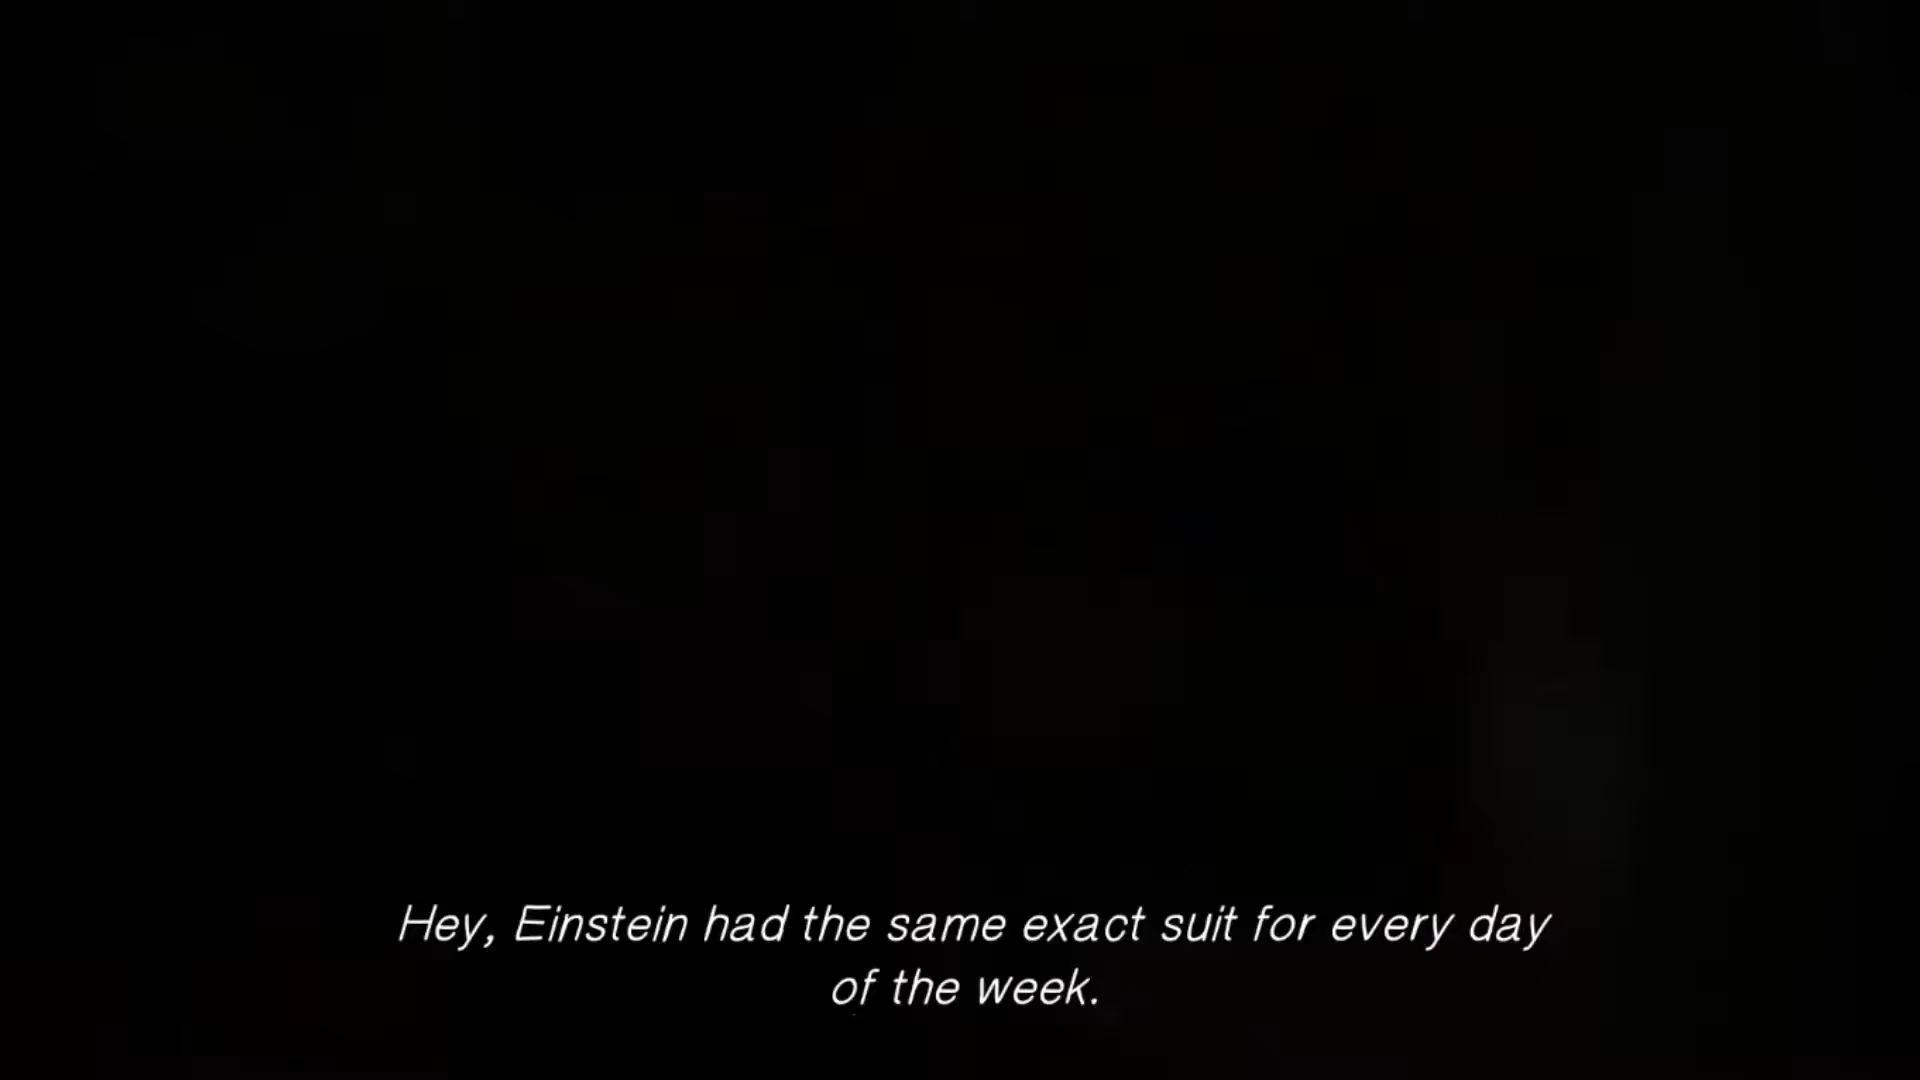 Hey, Einstein had the same exact suit for every day
of the week.